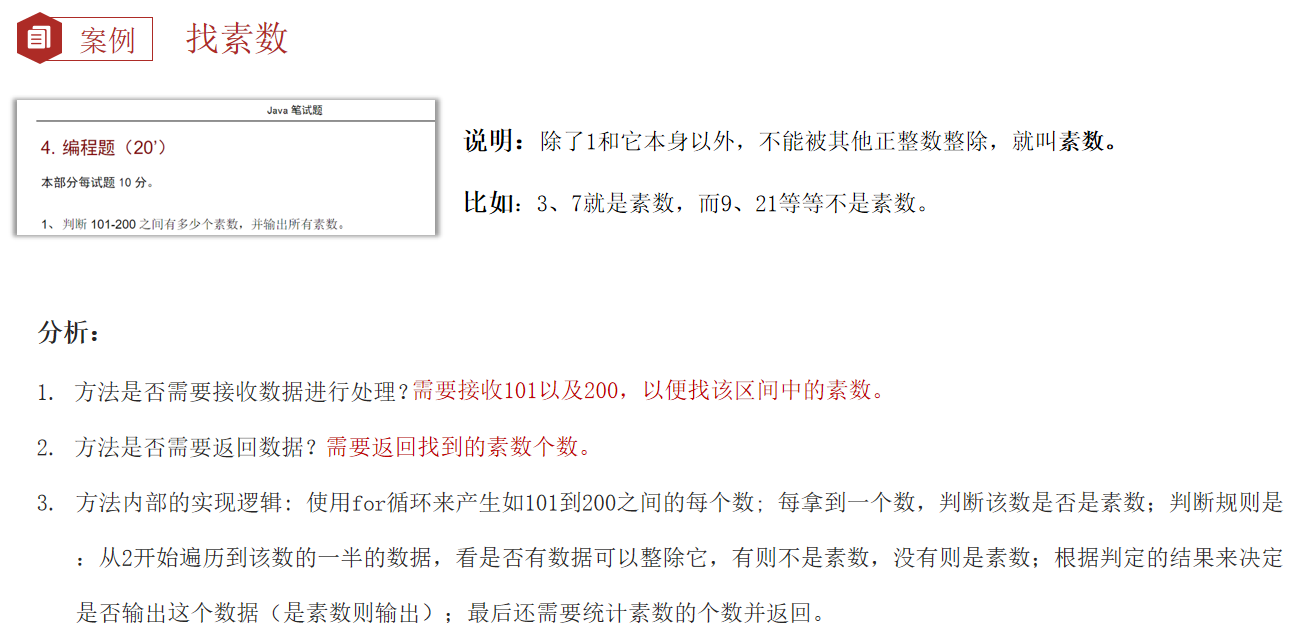 案例 找素数
Java 笔试题
4. 编程题（20’）
本部分每试题 10 分。
1、判断 101-200 之间有多少个素数，并输出所有素数。
说明：除了1和它本身以外，不能被其他正整数整除，就叫素数。
比如：3、7就是素数，而9、21等等不是素数。
分析：
1. 方法是否需要接收数据进行处理？需要接收101以及200，以便找该区间中的素数。
2. 方法是否需要返回数据？需要返回找到的素数个数。
3. 方法内部的实现逻辑：使用for循环来产生如101到200之间的每个数；每拿到一个数，判断该数是否是素数；判断规则是
：从2开始遍历到该数的一半的数据，看是否有数据可以整除它，有则不是素数，没有则是素数；根据判定的结果来决定
是否输出这个数据（是素数则输出）；最后还需要统计素数的个数并返回。